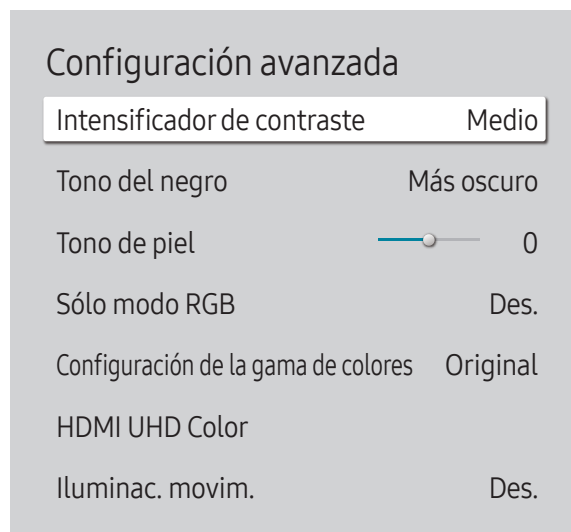 Configuración avanzada
Intensificador de contraste Medio
Tono del negro Más oscuro
Tono de piel 0
Sólo modo RGB Des.
Configuración de la gama de colores Original
HDMI UHD Color
Iluminac. movim. Des.